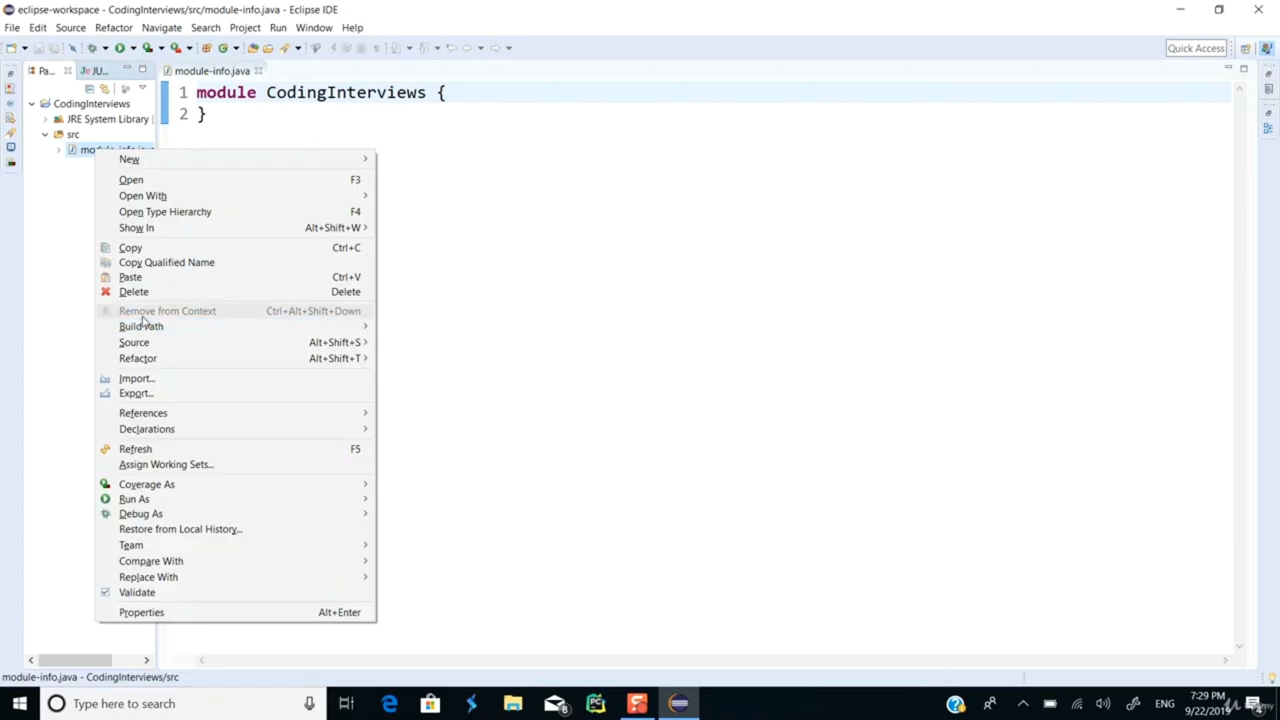 eclipse-workspace - CodingInterviews/src/module-info.java - Eclipse IDE
File Edit Source Refactor Navigate Search Project Run Window Help
Quick Access
Pa... JU... module-info.java
CodingInterviews
JRE System Library
src
module-info.java
1 module CodingInterviews {
2 }
New
Open F3
Open With
Open Type Hierarchy F4
Show In Alt+Shift+W
Copy Ctrl+C
Copy Qualified Name
Paste Ctrl+V
Delete Delete
Remove from Context Ctrl+Alt+Shift+Down
Build Path
Source Alt+Shift+S
Refactor Alt+Shift+T
Import...
Export...
References
Declarations
Refresh F5
Assign Working Sets...
Coverage As
Run As
Debug As
Restore from Local History...
Team
Compare With
Replace With
Validate
Properties Alt+Enter
module-info.java - CodingInterviews/src
Type here to search
ENG
7:29 PM
9/22/2019